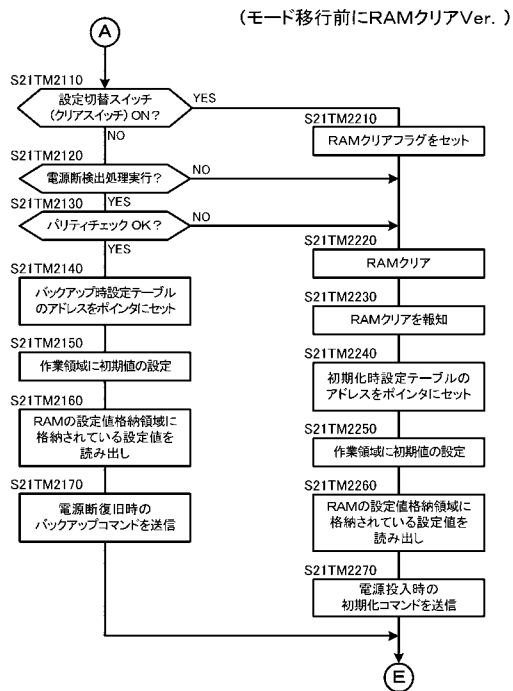 (モード移行前にRAMクリアVer. )
A
S21TM2110
設定切替スイッチ
(クリアスイッチ) ON?
YES
NO
S21TM2120
電源断検出処理実行?
NO
YES
S21TM2130
パリティチェック OK?
NO
YES
S21TM2140
バックアップ時設定テーブル
のアドレスをポインタにセット
S21TM2150
作業領域に初期値の設定
S21TM2160
RAMの設定値格納領域に
格納されている設定値を
読み出し
S21TM2170
電源断復旧時の
バックアップコマンドを送信
S21TM2210
RAMクリアフラグをセット
S21TM2220
RAMクリア
S21TM2230
RAMクリアを報知
S21TM2240
初期化時設定テーブルの
アドレスをポインタにセット
S21TM2250
作業領域に初期値の設定
S21TM2260
RAMの設定値格納領域に
格納されている設定値を
読み出し
S21TM2270
電源投入時の
初期化コマンドを送信
E